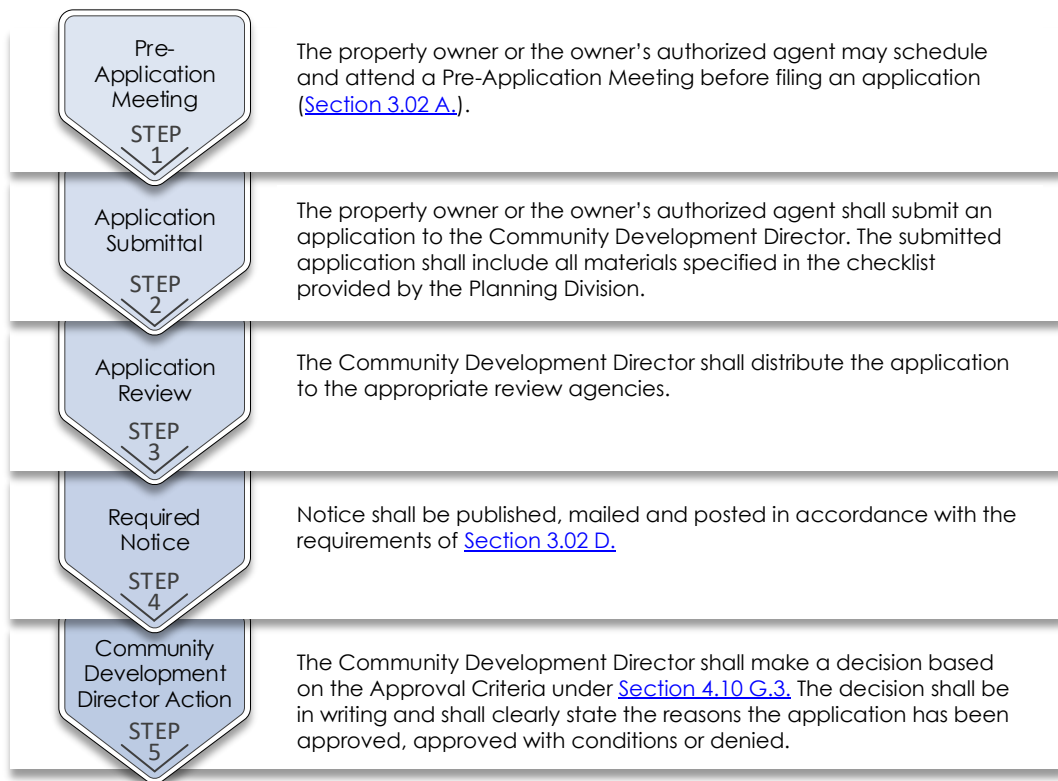 Pre-
Application
Meeting
STEP
1
The property owner or the owner’s authorized agent may schedule
and attend a Pre-Application Meeting before filing an application
(Section 3.02 A.).
Application
Submittal
STEP
2
The property owner or the owner’s authorized agent shall submit an
application to the Community Development Director. The submitted
application shall include all materials specified in the checklist
provided by the Planning Division.
Application
Review
STEP
3
The Community Development Director shall distribute the application
to the appropriate review agencies.
Required
Notice
STEP
4
Notice shall be published, mailed and posted in accordance with the
requirements of Section 3.02 D.
Community
Development
Director Action
STEP
5
The Community Development Director shall make a decision based
on the Approval Criteria under Section 4.10 G.3. The decision shall be
in writing and shall clearly state the reasons the application has been
approved, approved with conditions or denied.